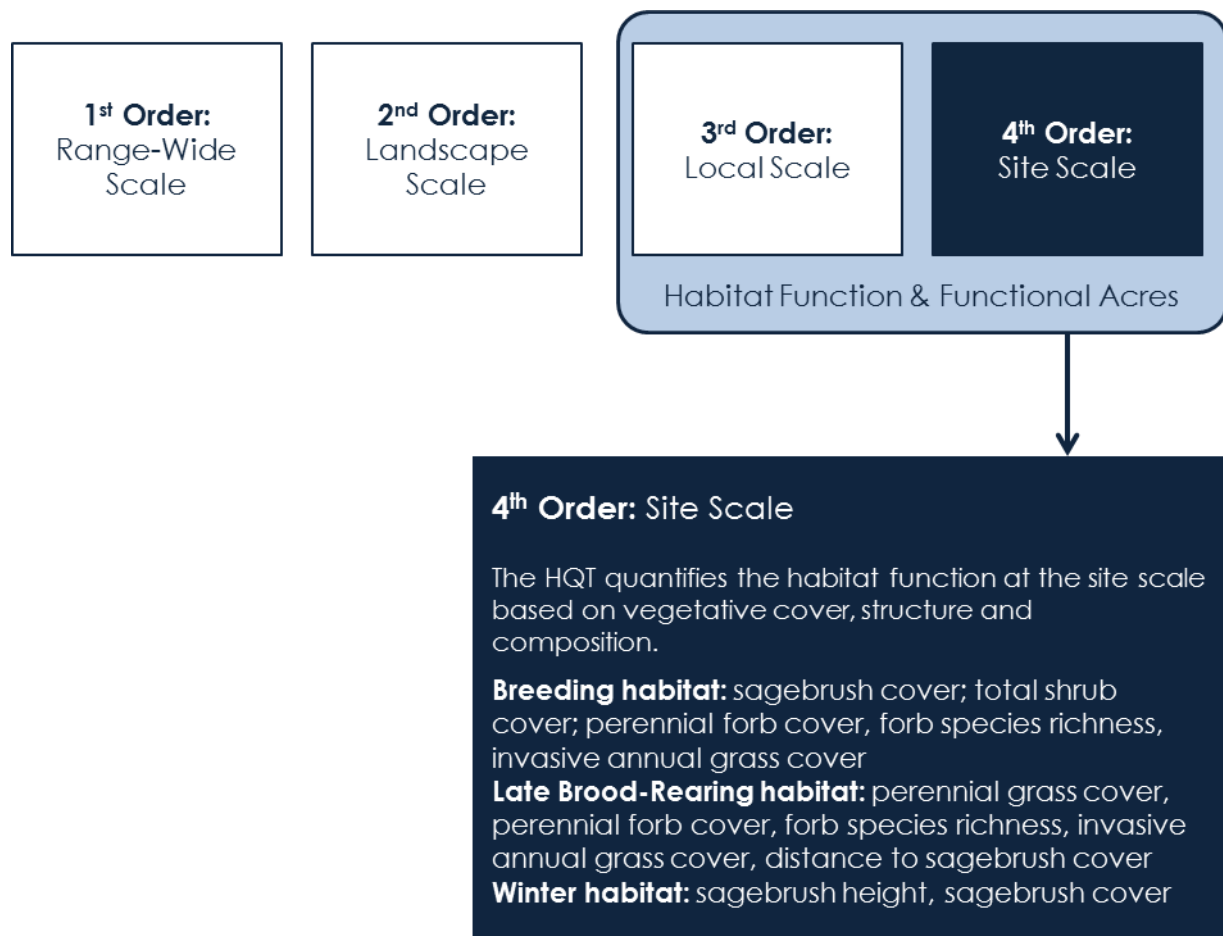 1st Order:
Range-Wide
Scale
2nd Order:
Landscape
Scale
3rd Order:
Local Scale
4th Order:
Site Scale
Habitat Function & Functional Acres
4th Order: Site Scale
The HQT quantifies the habitat function at the site scale
based on vegetative cover, structure and
composition.
Breeding habitat: sagebrush cover; total shrub
cover; perennial forb cover, forb species richness,
invasive annual grass cover
Late Brood-Rearing habitat: perennial grass cover,
perennial forb cover, forb species richness, invasive
annual grass cover, distance to sagebrush cover
Winter habitat: sagebrush height, sagebrush cover